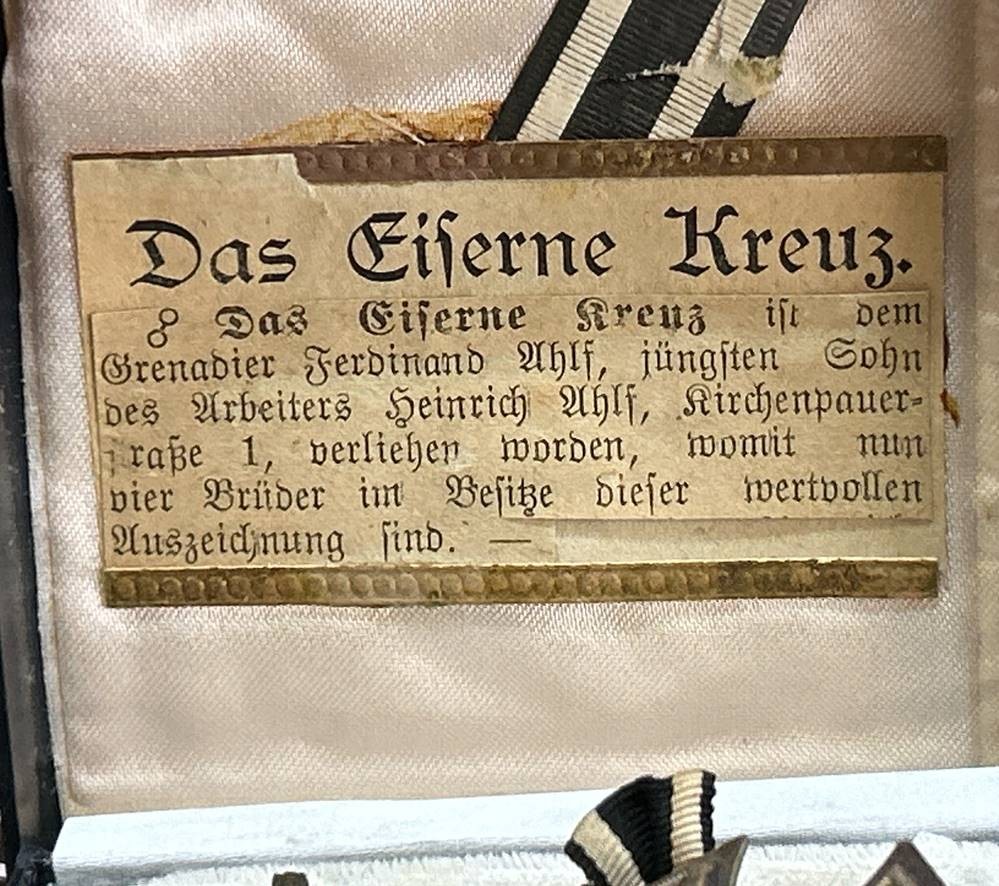 Das Eiſerne Kreuz.
8 Das Eiſerne Kreuz iſt dem
Grenadier Ferdinand Ahlf, jüngſten Sohn
des Arbeiters Heinrich Ahlf, Kirchenpauer-
raße 1, verliehen worden, womit nun
vier Brüder im Beſitze dieſer wertvollen
Auszeichnung ſind. —